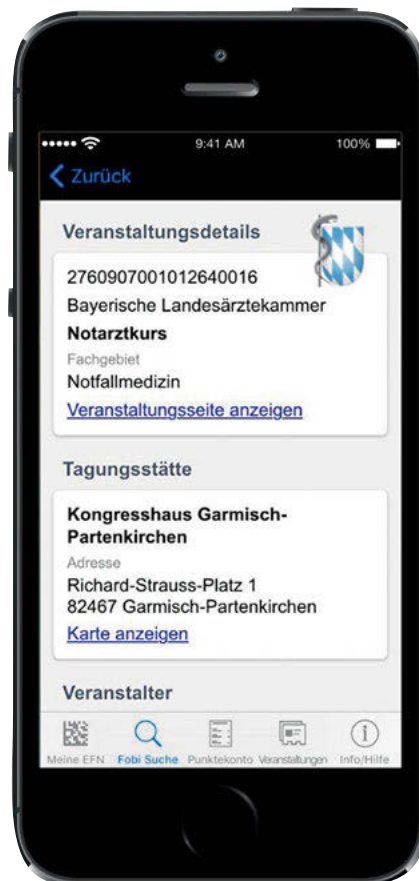 9:41 AM
100%
Zurück
Veranstaltungsdetails
2760907001012640016
Bayerische Landesärztekammer
Notarztkurs
Fachgebiet
Notfallmedizin
Veranstaltungsseite anzeigen
Tagungsstätte
Kongresshaus Garmisch-
Partenkirchen
Adresse
Richard-Strauss-Platz 1
82467 Garmisch-Partenkirchen
Karte anzeigen
Veranstalter
Meine EFN Fobi Suche Punktekonto Veranstaltungen Info/Hilfe